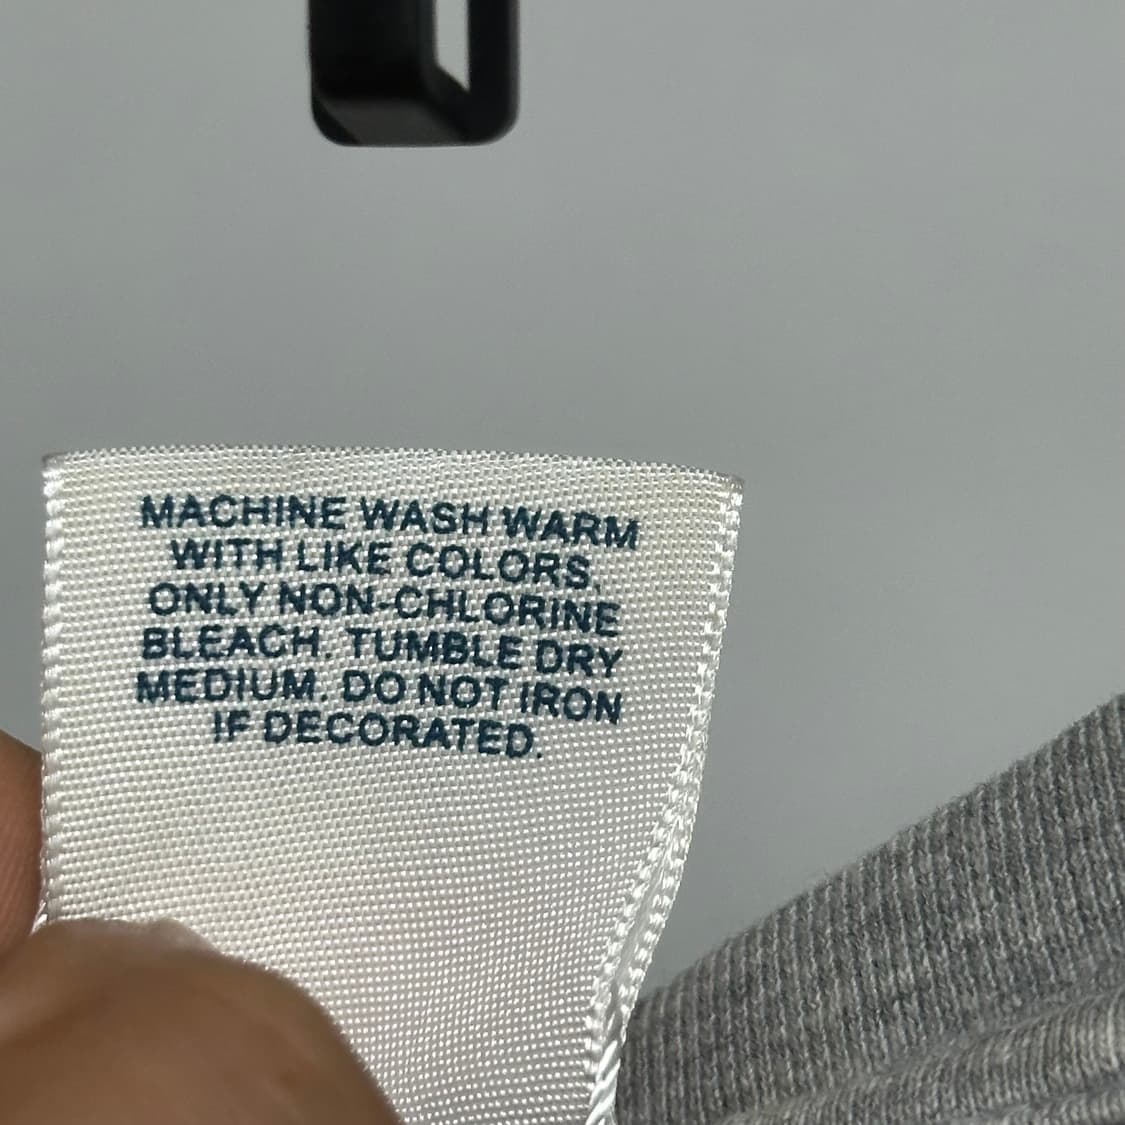 MACHINE WASH WARM
WITH LIKE COLORS.
ONLY NON-CHLORINE
BLEACH. TUMBLE DRY
MEDIUM. DO NOT IRON
IF DECORATED.